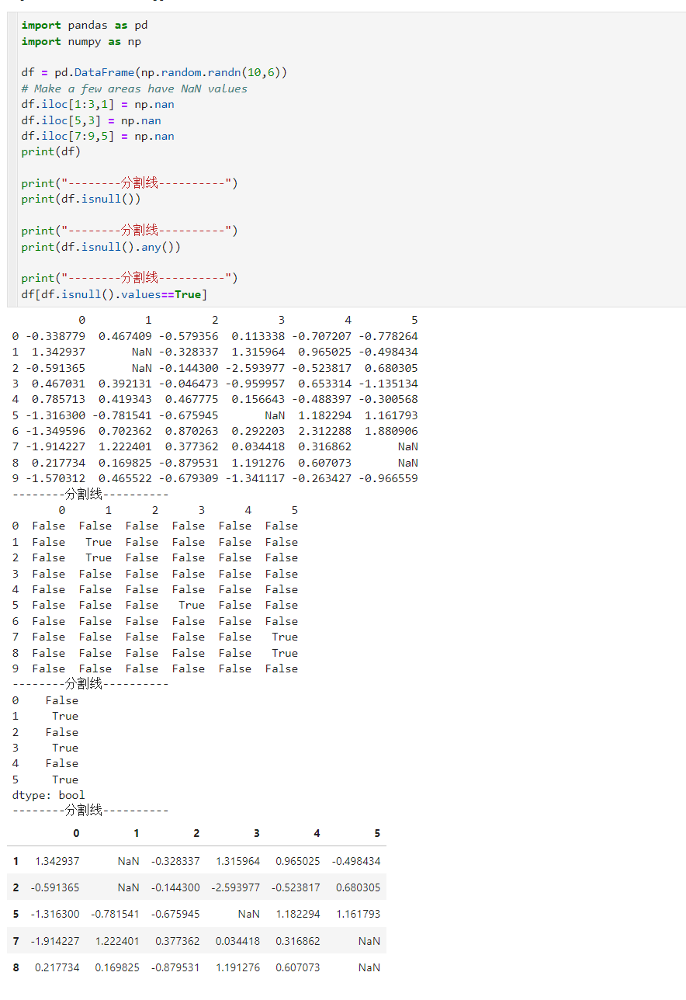 import pandas as pd
import numpy as np
df = pd.DataFrame(np.random.randn(10,6))
# Make a few areas have NaN values
df.iloc[1:3,1] = np.nan
df.iloc[5,3] = np.nan
df.iloc[7:9,5] = np.nan
print(df)
print("--------分割线----------")
print(df.isnull())
print("--------分割线----------")
print(df.isnull().any())
print("--------分割线----------")
df[df.isnull().values==True]
0 1 2 3 4 5
0 -0.338779 0.467409 -0.579356 0.113338 -0.707207 -0.778264
1 1.342937 NaN -0.328337 1.315964 0.965025 -0.498434
2 -0.591365 NaN -0.144300 -2.593977 -0.523817 0.680305
3 0.467031 0.392131 -0.046473 -0.959957 0.653314 -1.135134
4 0.785713 0.419343 0.467775 0.156643 -0.488397 -0.300568
5 -1.316300 -0.781541 -0.675945 NaN 1.182294 1.161793
6 -1.349596 0.702362 0.870263 0.292203 2.312288 1.880906
7 -1.914227 1.222401 0.377362 0.034418 0.316862 NaN
8 0.217734 0.169825 -0.879531 1.191276 0.607073 NaN
9 -1.570312 0.465522 -0.679309 -1.341117 -0.263427 -0.966559
--------分割线----------
0 1 2 3 4 5
0 False False False False False False
1 False True False False False False
2 False True False False False False
3 False False False False False False
4 False False False False False False
5 False False False True False False
6 False False False False False False
7 False False False False False True
8 False False False False False True
9 False False False False False False
--------分割线----------
0 False
1 True
2 False
3 True
4 False
5 True
dtype: bool
--------分割线----------
0 1 2 3 4 5
1 1.342937 NaN -0.328337 1.315964 0.965025 -0.498434
2 -0.591365 NaN -0.144300 -2.593977 -0.523817 0.680305
5 -1.316300 -0.781541 -0.675945 NaN 1.182294 1.161793
7 -1.914227 1.222401 0.377362 0.034418 0.316862 NaN
8 0.217734 0.169825 -0.879531 1.191276 0.607073 NaN